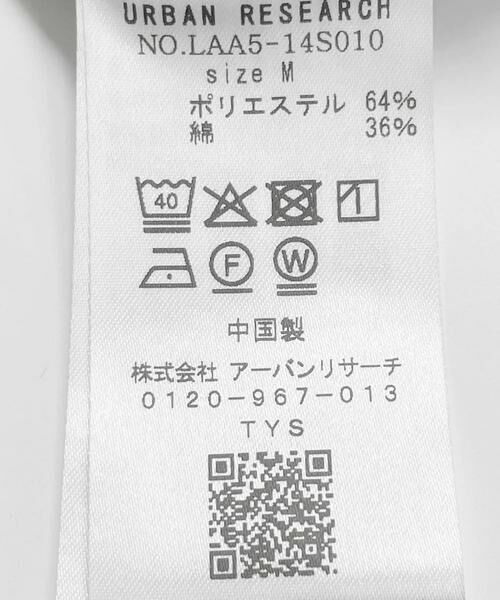 URBAN RESEARCH
NO.LAA5-14S010
size M
ポリエステル 64%
綿 36%
40
F W
中国製
株式会社 アーバンリサーチ
0120-967-013
TYS